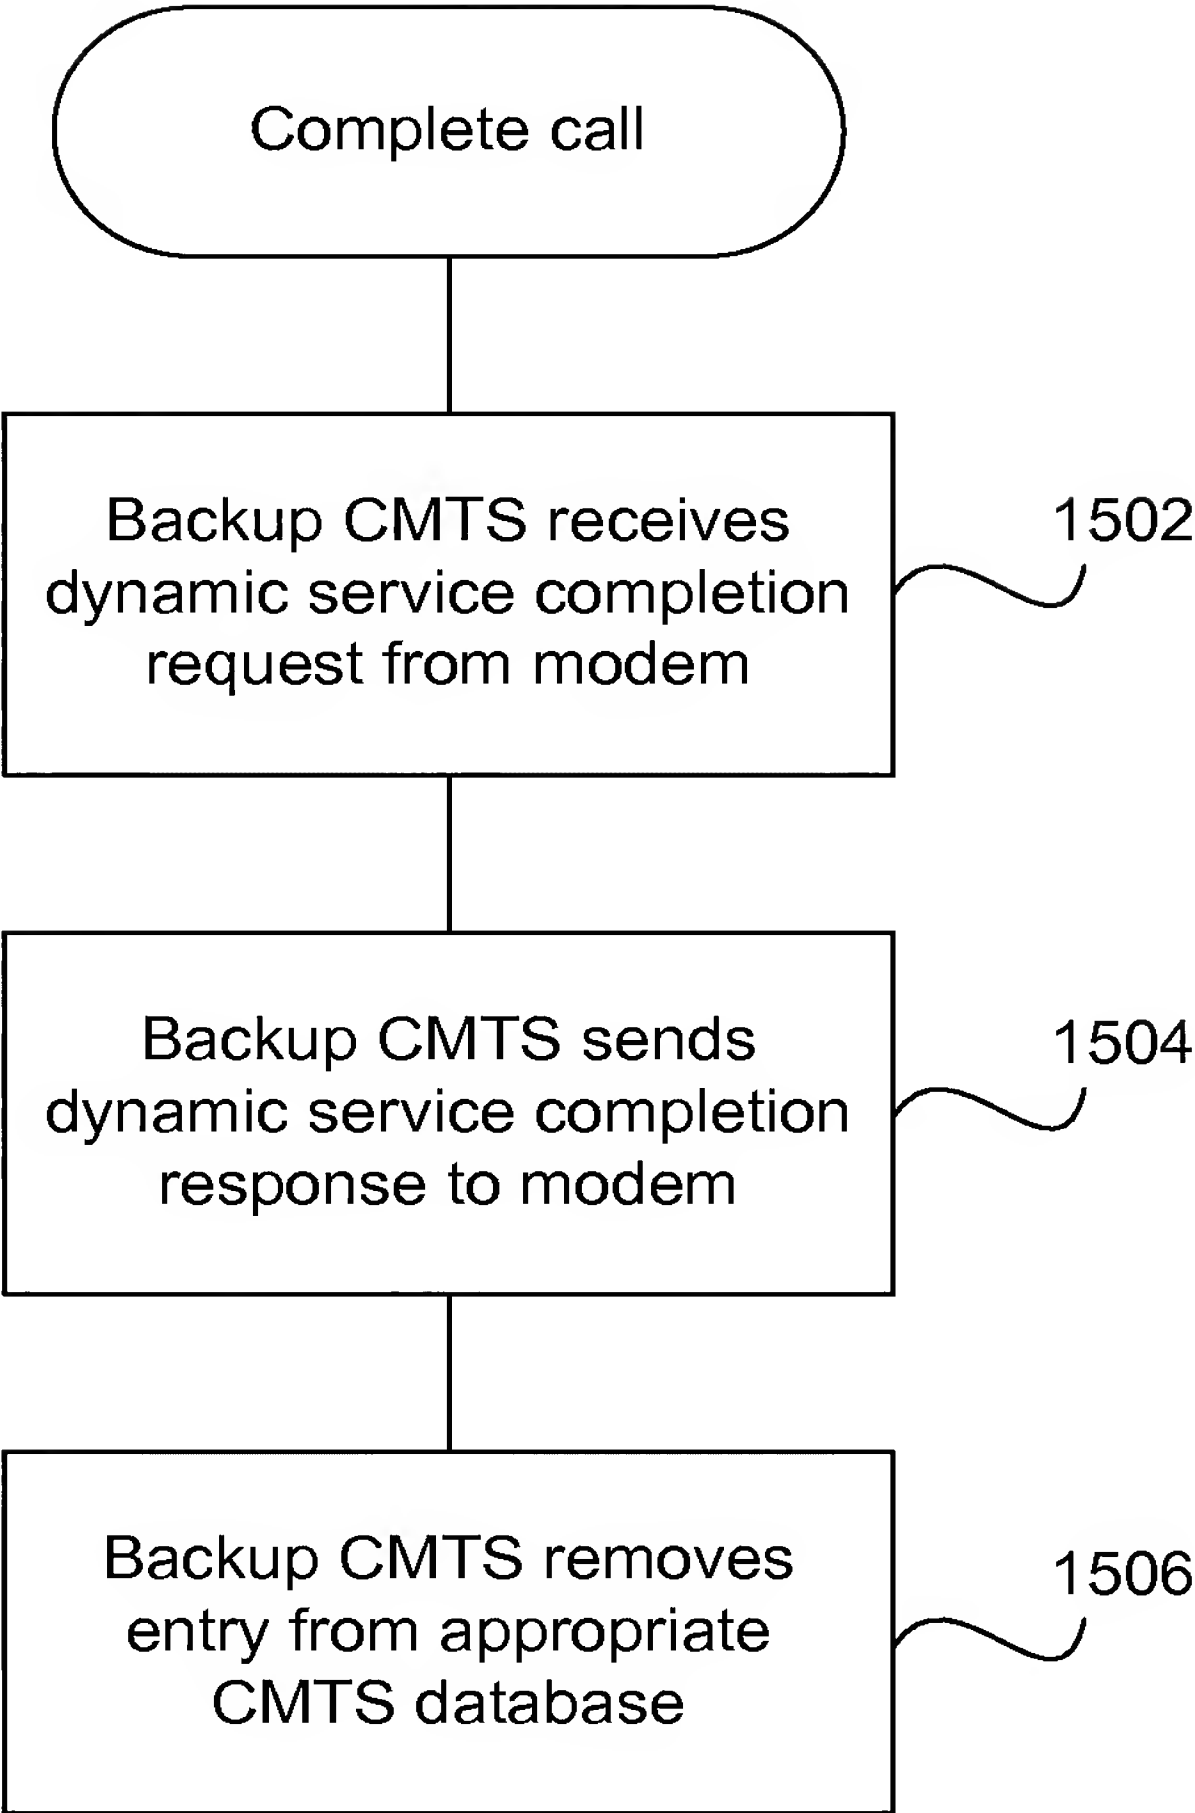 Complete call
Backup CMTS receives
dynamic service completion
request from modem
1502
Backup CMTS sends
dynamic service completion
response to modem
1504
Backup CMTS removes
entry from appropriate
CMTS database
1506